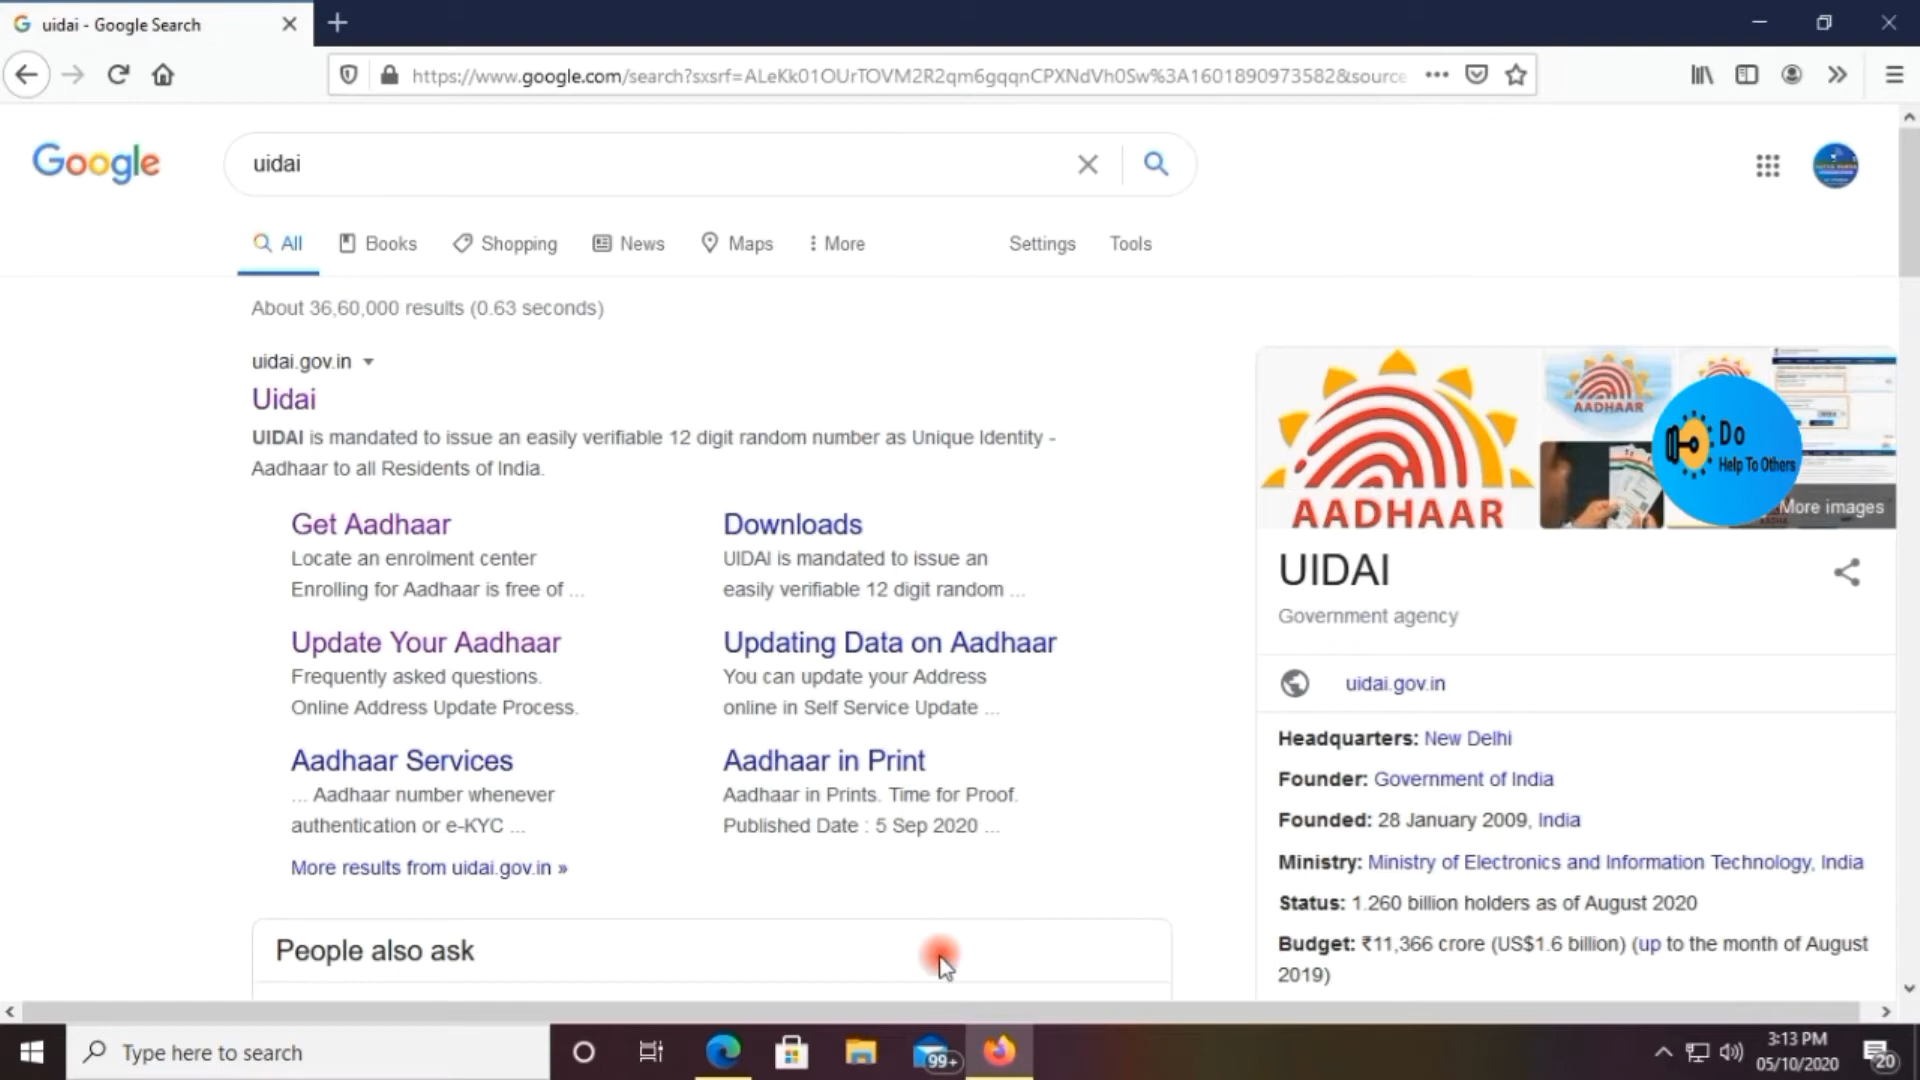 uidai - Google Search
https://www.google.com/search?sxsrf=ALeKk01OUrTOVM2R2qm6gqqnCPXNdVh0Sw%3A1601890973582&source
Google
uidai
All Books Shopping News Maps More Settings Tools
About 36,60,000 results (0.63 seconds)
uidai.gov.in
Uidai
UIDAI is mandated to issue an easily verifiable 12 digit random number as Unique Identity -
Aadhaar to all Residents of India.
Get Aadhaar
Locate an enrolment center
Enrolling for Aadhaar is free of ...
Downloads
UIDAI is mandated to issue an
easily verifiable 12 digit random ...
Update Your Aadhaar
Frequently asked questions.
Online Address Update Process.
Updating Data on Aadhaar
You can update your Address
online in Self Service Update ...
Aadhaar Services
... Aadhaar number whenever
authentication or e-KYC ...
Aadhaar in Print
Aadhaar in Prints. Time for Proof.
Published Date : 5 Sep 2020 ...
More results from uidai.gov.in »
People also ask
AADHAAR
AADHAAR
Do
Help To Others
More images
UIDAI
Government agency
uidai.gov.in
Headquarters: New Delhi
Founder: Government of India
Founded: 28 January 2009, India
Ministry: Ministry of Electronics and Information Technology, India
Status: 1.260 billion holders as of August 2020
Budget: ₹11,366 crore (US$1.6 billion) (up to the month of August
2019)
Type here to search
99+
3:13 PM
05/10/2020
20